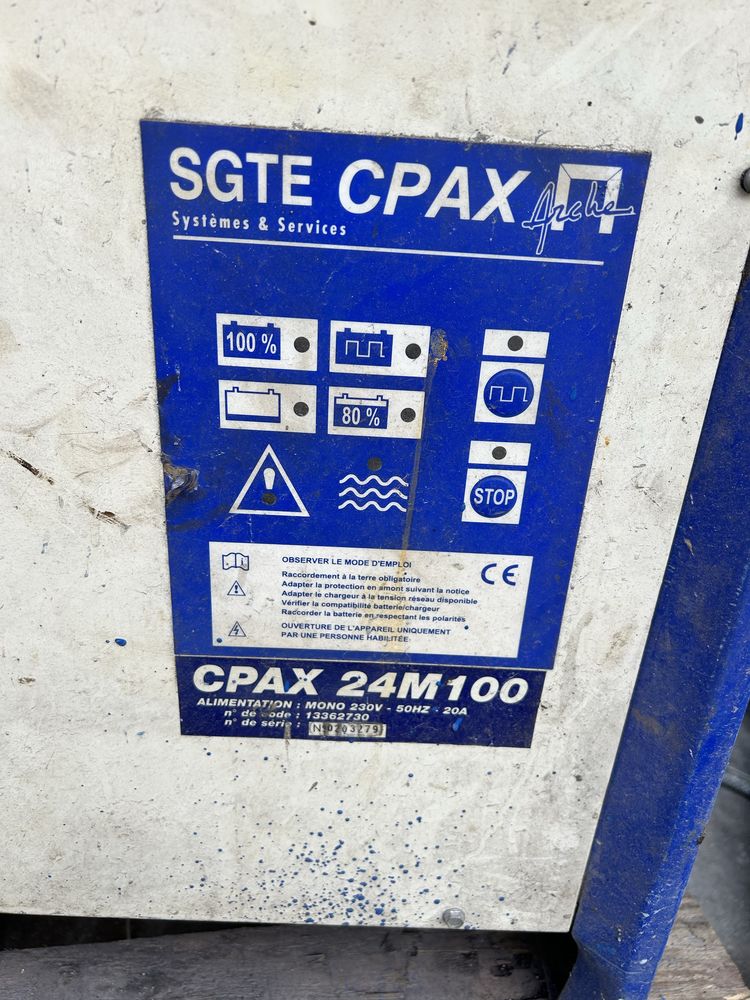 SGTE CPAX Arche
Systèmes & Services
100 %
80 %
STOP
OBSERVER LE MODE D'EMPLOI
CE
Raccordement à la terre obligatoire
Adapter la protection en amont suivant la notice
Adapter le chargeur à la tension réseau disponible
Vérifier la compatibilité batterie/chargeur
Raccorder la batterie en respectant les polarités
OUVERTURE DE L'APPAREIL UNIQUEMENT
PAR UNE PERSONNE HABILITÉE
CPAX 24M100
ALIMENTATION : MONO 230V - 50HZ - 20A
n° de code : 13362730
n° de série : Nº0203279